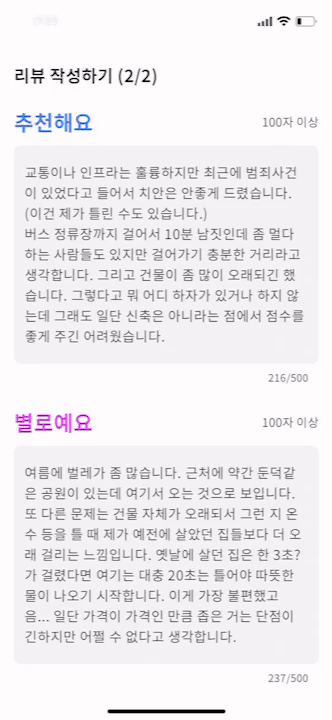 리뷰 작성하기 (2/2)
추천해요
100자 이상
교통이나 인프라는 훌륭하지만 최근에 범죄사건
이 있었다고 들어서 치안은 안좋게 드렸습니다.
(이건 제가 틀린 수도 있습니다.)
버스 정류장까지 걸어서 10분 남짓인데 좀 멀다
하는 사람들도 있지만 걸어가기 충분한 거리라고
생각합니다. 그리고 건물이 좀 많이 오래되긴 했
습니다. 그렇다고 뭐 어디 하자가 있거나 하지 않
는데 그래도 일단 신축은 아니라는 점에서 점수를
좋게 주긴 어려웠습니다.
216/500
별로예요
100자 이상
여름에 벌레가 좀 많습니다. 근처에 약간 둔덕같
은 공원이 있는데 여기서 오는 것으로 보입니다.
또 다른 문제는 건물 자체가 오래되서 그런 지 온
수 등을 틀 때 제가 예전에 살았던 집들보다 더 오
래 걸리는 느낌입니다. 옛날에 살던 집은 한 3초?
가 걸렸다면 여기는 대충 20초는 틀어야 따뜻한
물이 나오기 시작합니다. 이게 가장 불편했고
음... 일단 가격이 가격인 만큼 좁은 거는 단점이
긴하지만 어쩔 수 없다고 생각합니다.
237/500